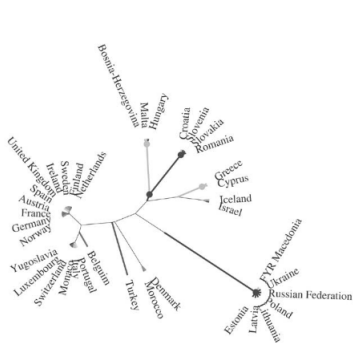 Bosnia-Herzegovina
Malta
Hungary
Croatia
Slovenia
Slovakia
Romania
Greece
Cyprus
Iceland
Israel
FYR Macedonia
Ukraine
Russian Federation
Poland
Lithuania
Latvia
Estonia
Denmark
Morocco
Turkey
Belguim
Portugal
Italy
Monaco
Switzerland
Luxembourg
Yugoslavia
Norway
Germany
France
Austria
Spain
United Kingdom
Ireland
Sweden
Finland
Netherlands